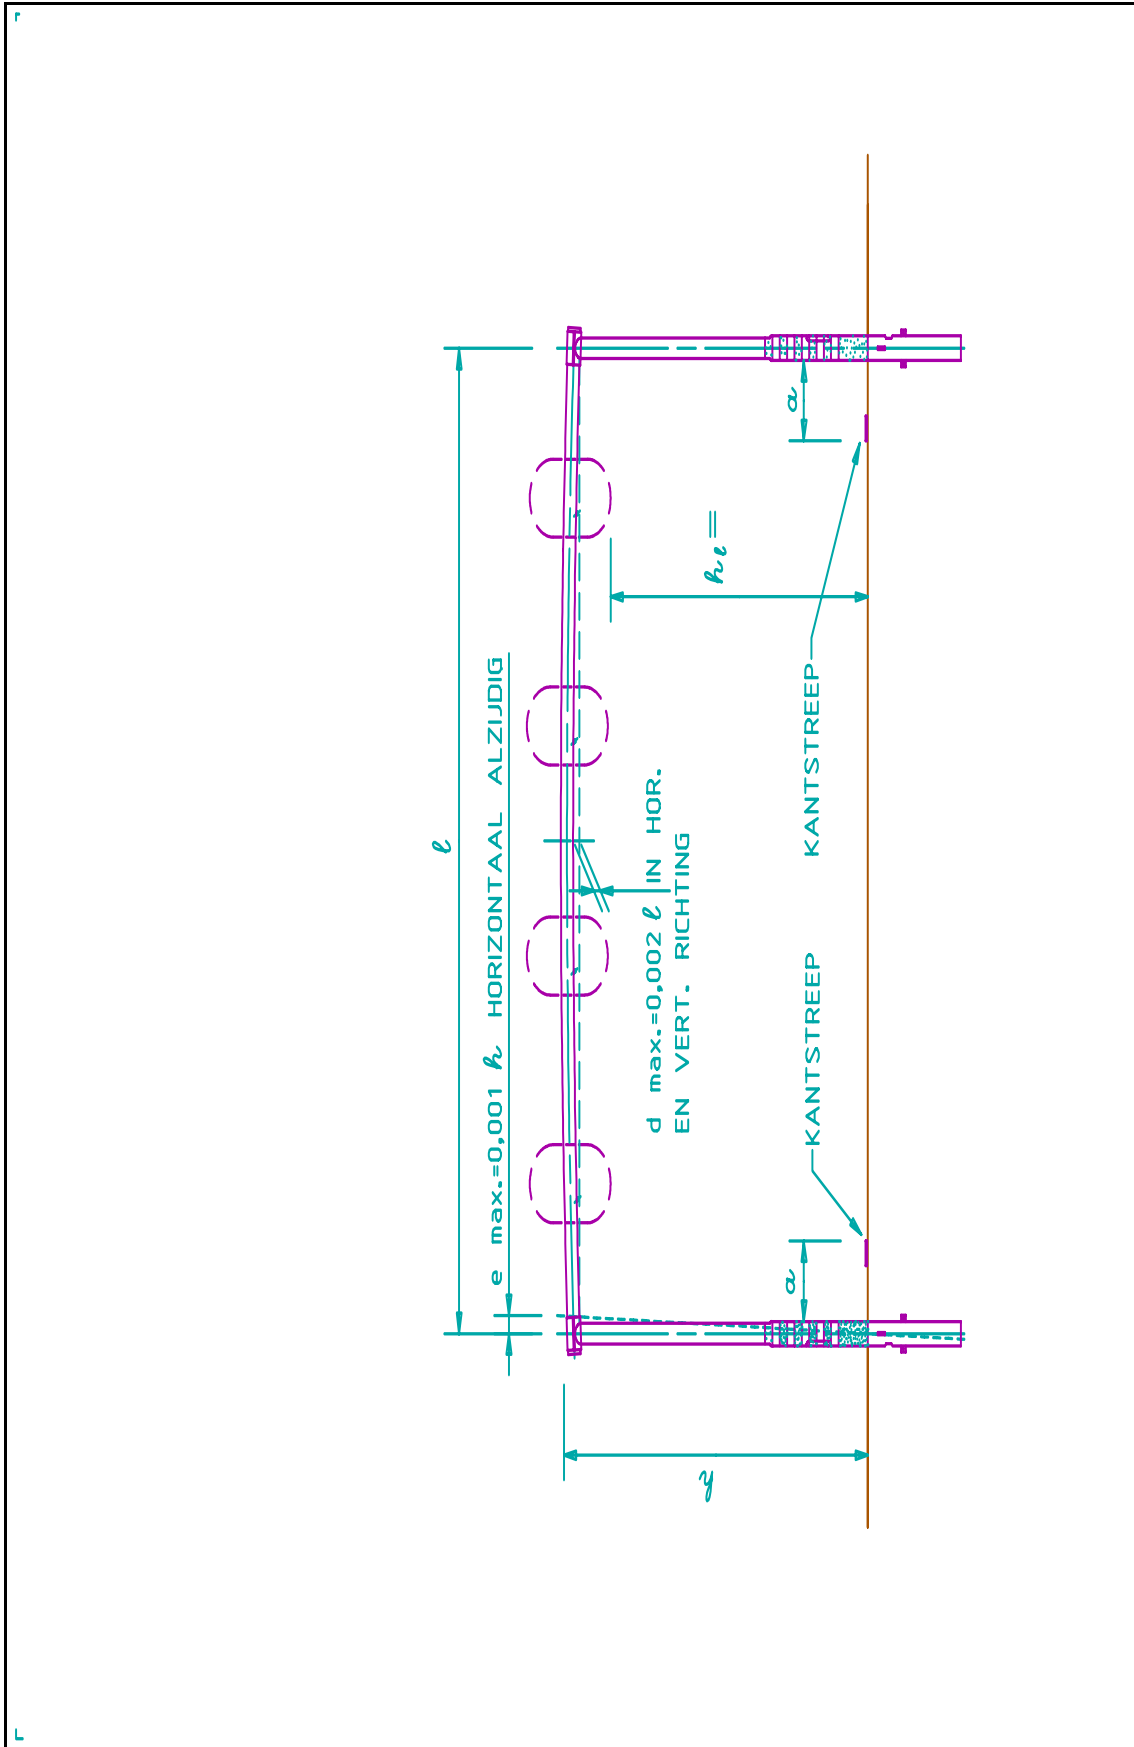 ℓ
e max.=0,001 h HORIZONTAAL ALZIJDIG
d max.=0,002 ℓ IN HOR.
EN VERT. RICHTING
hℓ =
h
a
a
KANTSTREEP
KANTSTREEP